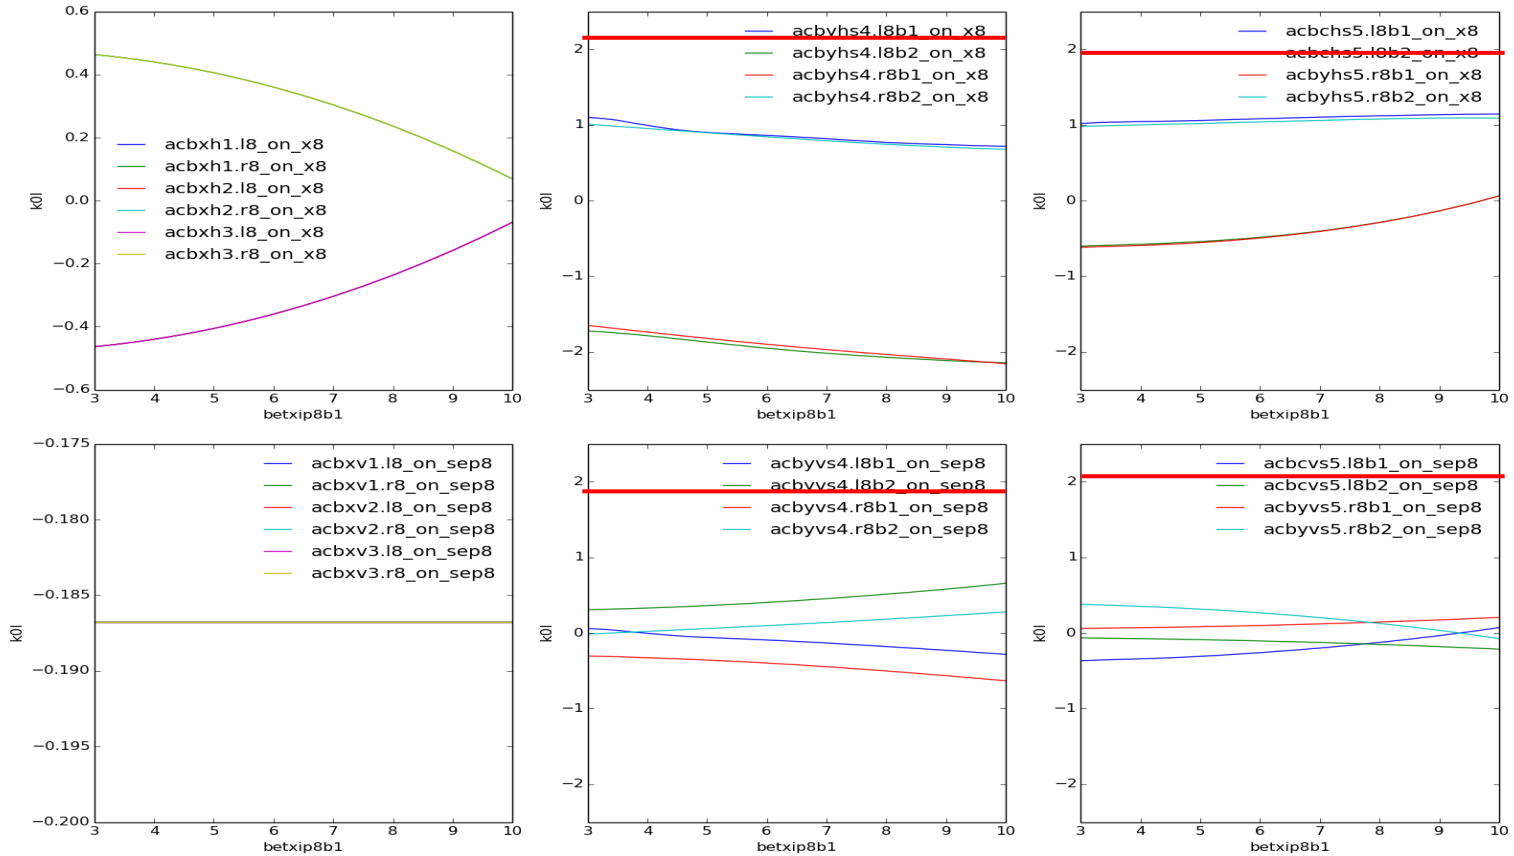 0.6
0.4
0.2
0.0
−0.2
−0.4
−0.6
k0l
acbxh1.l8_on_x8
acbxh1.r8_on_x8
acbxh2.l8_on_x8
acbxh2.r8_on_x8
acbxh3.l8_on_x8
acbxh3.r8_on_x8
3 4 5 6 7 8 9 10
betxip8b1
2
1
0
−1
−2
k0l
acbyhs4.l8b1_on_x8
acbyhs4.l8b2_on_x8
acbyhs4.r8b1_on_x8
acbyhs4.r8b2_on_x8
3 4 5 6 7 8 9 10
betxip8b1
2
1
0
−1
−2
k0l
acbchs5.l8b1_on_x8
acbchs5.l8b2_on_x8
acbyhs5.r8b1_on_x8
acbyhs5.r8b2_on_x8
3 4 5 6 7 8 9 10
betxip8b1
−0.175
−0.180
−0.185
−0.190
−0.195
−0.200
k0l
acbxv1.l8_on_sep8
acbxv1.r8_on_sep8
acbxv2.l8_on_sep8
acbxv2.r8_on_sep8
acbxv3.l8_on_sep8
acbxv3.r8_on_sep8
3 4 5 6 7 8 9 10
betxip8b1
2
1
0
−1
−2
k0l
acbyvs4.l8b1_on_sep8
acbyvs4.l8b2_on_sep8
acbyvs4.r8b1_on_sep8
acbyvs4.r8b2_on_sep8
3 4 5 6 7 8 9 10
betxip8b1
2
1
0
−1
−2
k0l
acbcvs5.l8b1_on_sep8
acbcvs5.l8b2_on_sep8
acbyvs5.r8b1_on_sep8
acbyvs5.r8b2_on_sep8
3 4 5 6 7 8 9 10
betxip8b1